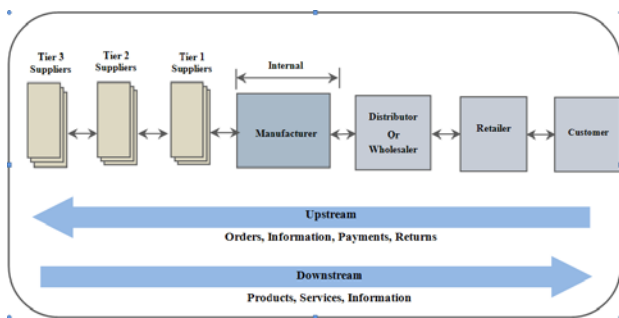 Tier 3
Suppliers
Tier 2
Suppliers
Tier 1
Suppliers
Internal
Manufacturer
Distributor
Or
Wholesaler
Retailer
Customer
Upstream
Orders, Information, Payments, Returns
Downstream
Products, Services, Information